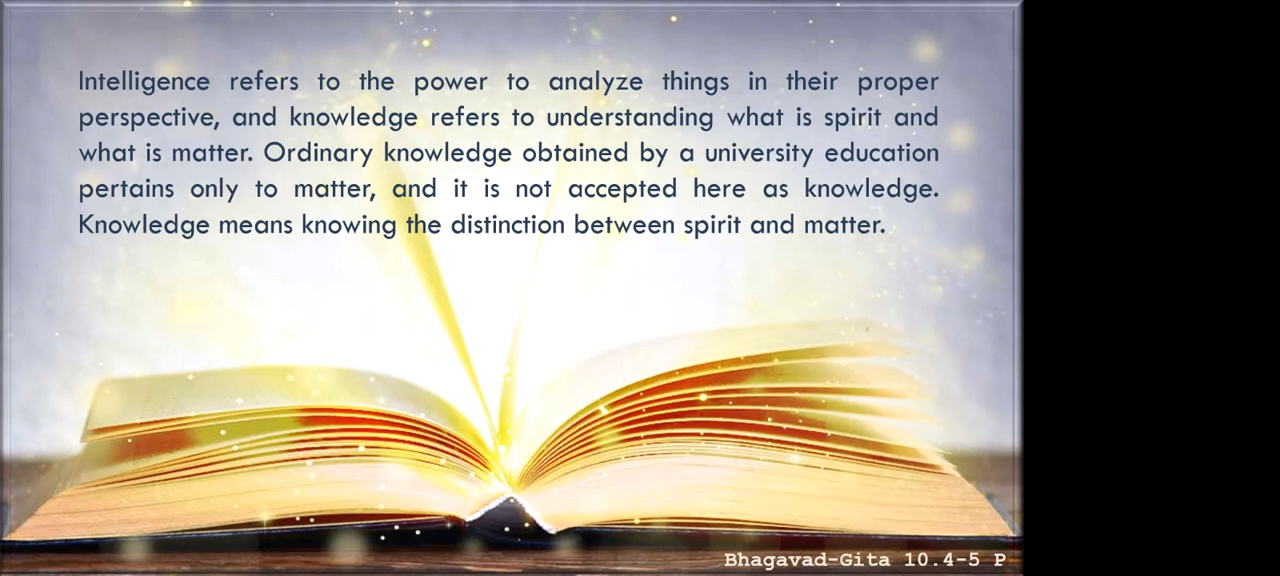 Intelligence refers to the power to analyze things in their proper
perspective, and knowledge refers to understanding what is spirit and
what is matter. Ordinary knowledge obtained by a university education
pertains only to matter, and it is not accepted here as knowledge.
Knowledge means knowing the distinction between spirit and matter.
Bhagavad-Gita 10.4-5 P